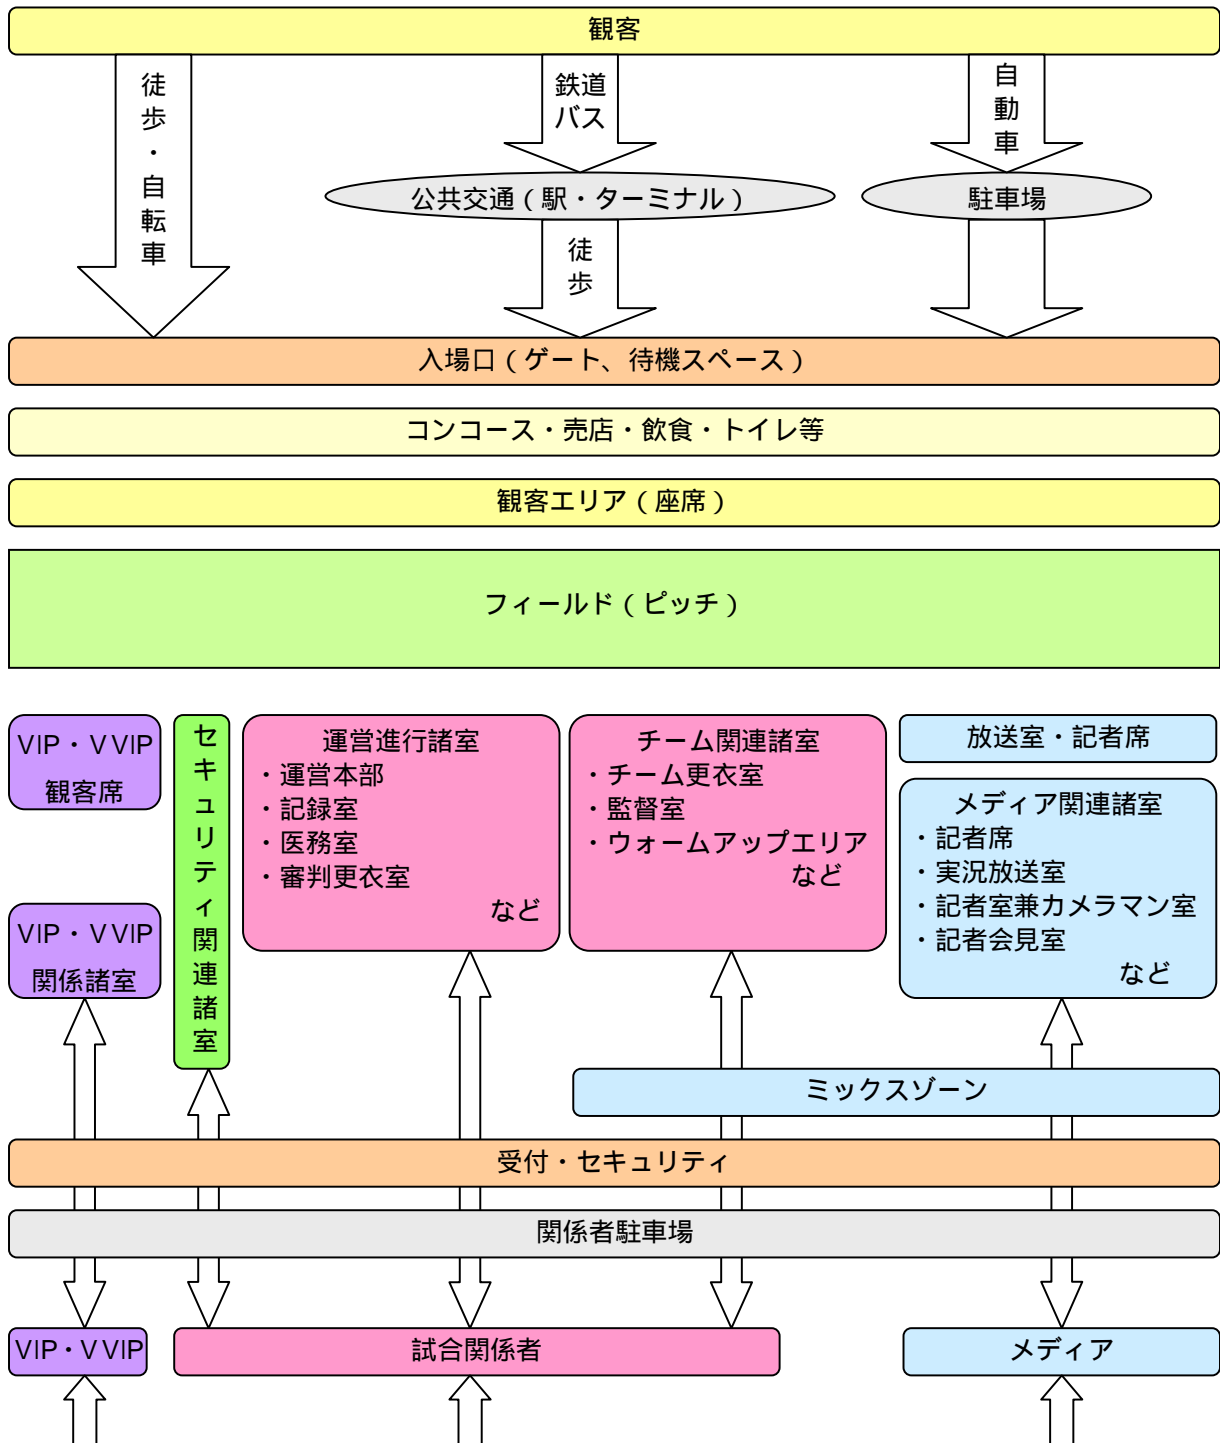 観客
徒歩・自転車
鉄道
バス
自動車
公共交通（駅・ターミナル）
駐車場
徒歩
入場口（ゲート、待機スペース）
コンコース・売店・飲食・トイレ等
観客エリア（座席）
フィールド（ピッチ）
VIP・VVIP
観客席
VIP・VVIP
関係諸室
セキュリティ関連諸室
運営進行諸室
・運営本部
・記録室
・医務室
・審判更衣室
など
チーム関連諸室
・チーム更衣室
・監督室
・ウォームアップエリア
など
放送室・記者席
メディア関連諸室
・記者席
・実況放送室
・記者室兼カメラマン室
・記者会見室
など
ミックスゾーン
受付・セキュリティ
関係者駐車場
VIP・VVIP
試合関係者
メディア